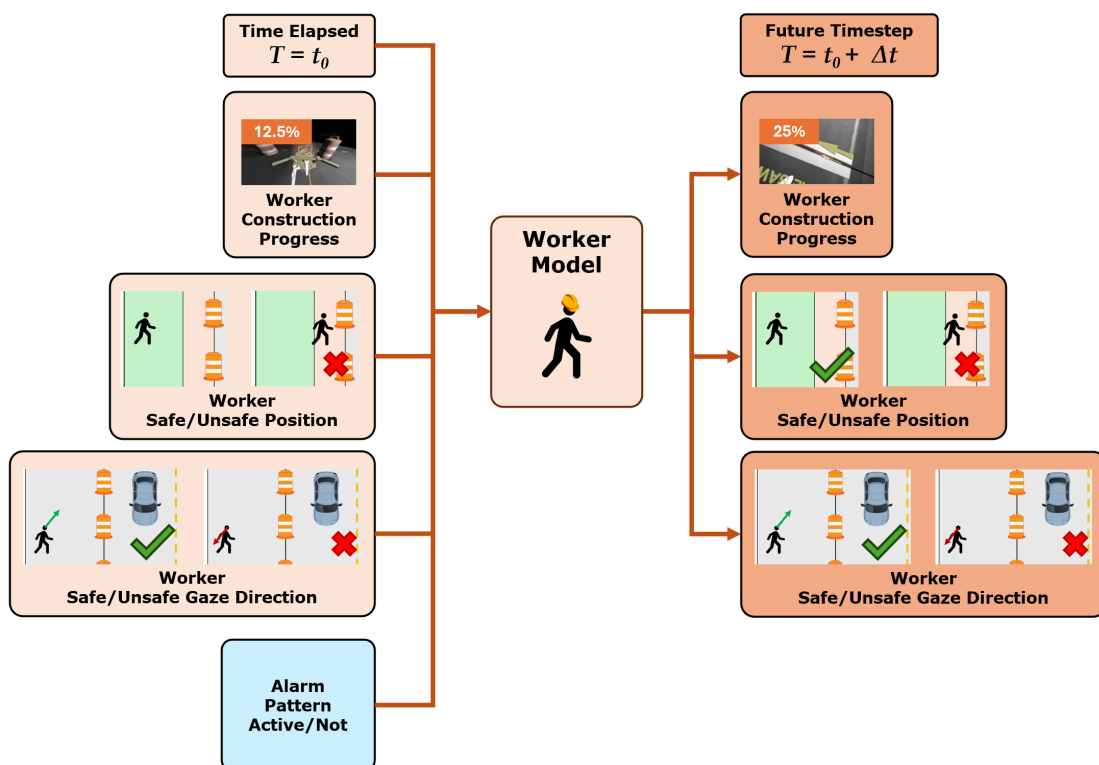 Time Elapsed
T = t0
12.5%
Worker
Construction
Progress
Worker
Safe/Unsafe Position
Worker
Safe/Unsafe Gaze Direction
Alarm
Pattern
Active/Not
Worker
Model
Future Timestep
T = t0 + Δt
25%
Worker
Construction
Progress
Worker
Safe/Unsafe Position
Worker
Safe/Unsafe Gaze Direction